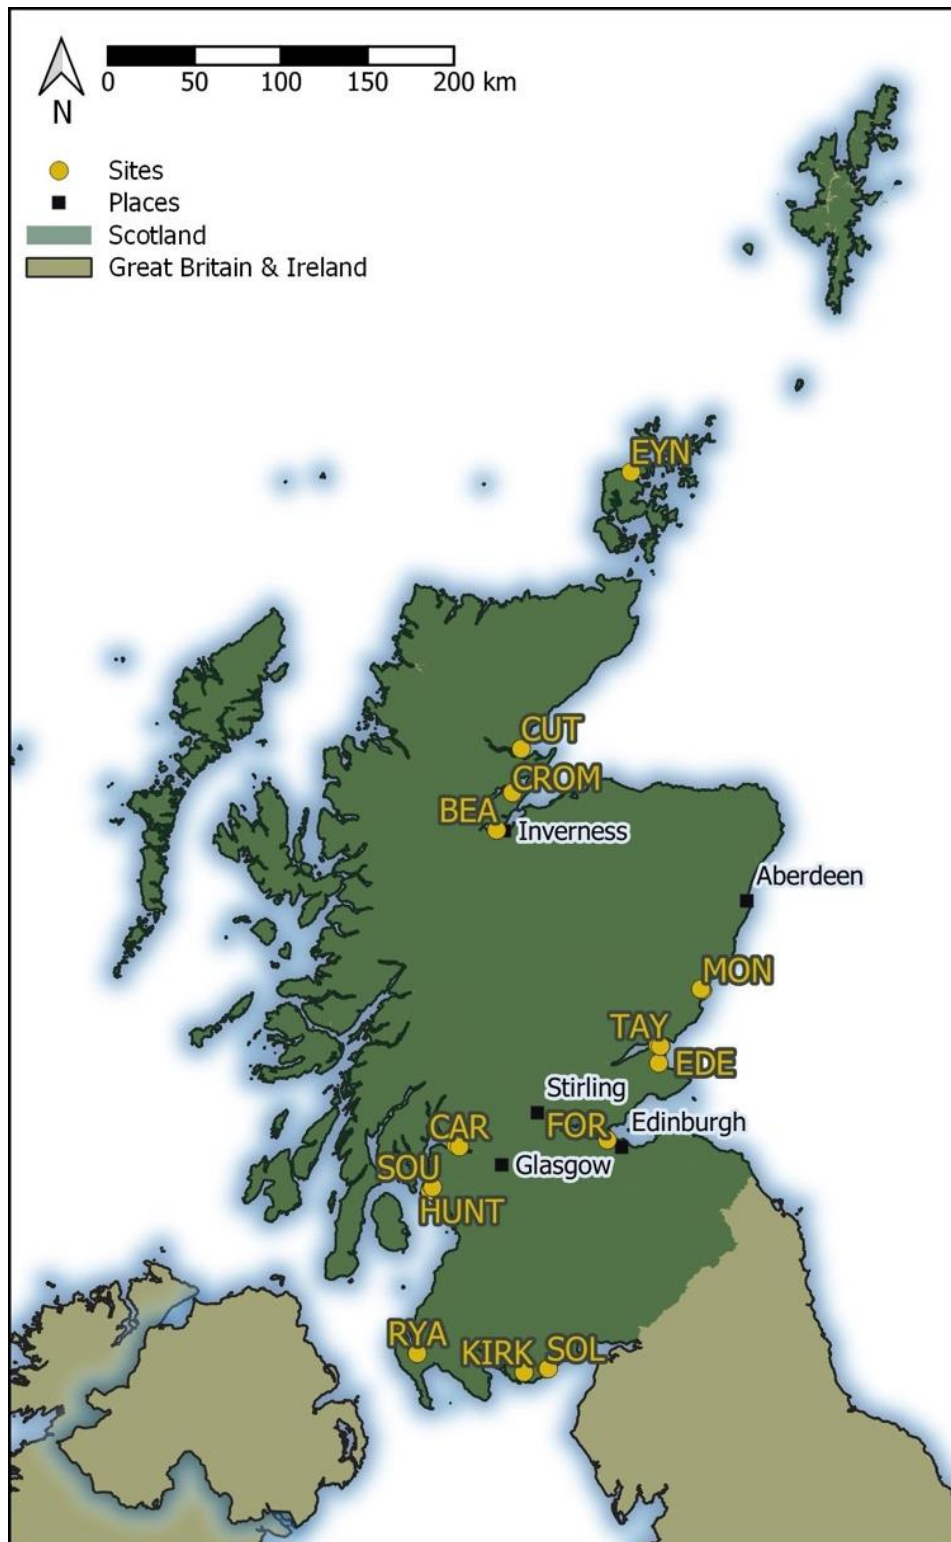 0 50 100 150 200 km
N
Sites
Places
Scotland
Great Britain & Ireland
EYN
CUT
CROM
BEA
Inverness
Aberdeen
MON
TAY
EDE
Stirling
FOR
Edinburgh
CAR
Glasgow
SOU
HUNT
RYA
KIRK
SOL